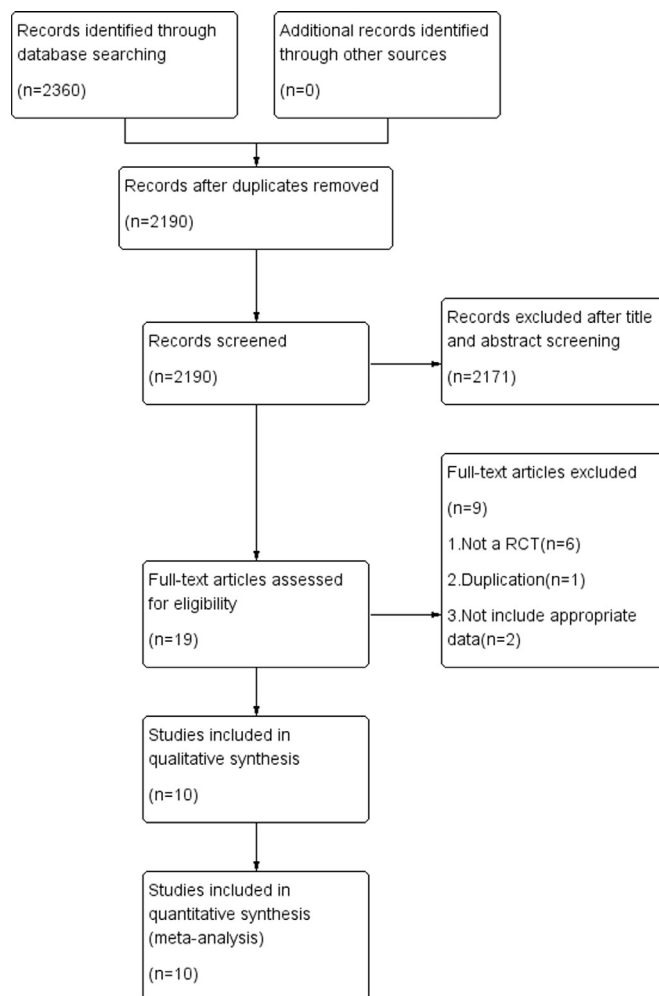 Records identified through
database searching
(n=2360)
Additional records identified
through other sources
(n=0)
Records after duplicates removed
(n=2190)
Records screened
(n=2190)
Records excluded after title
and abstract screening
(n=2171)
Full-text articles excluded
(n=9)
1.Not a RCT(n=6)
2.Duplication(n=1)
3.Not include appropriate
data(n=2)
Full-text articles assessed
for eligibility
(n=19)
Studies included in
qualitative synthesis
(n=10)
Studies included in
quantitative synthesis
(meta-analysis)
(n=10)